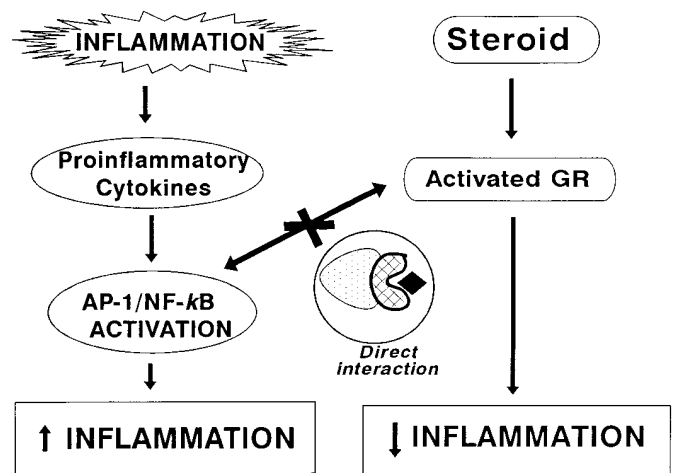 INFLAMMATION
Steroid
Proinflammatory
Cytokines
Activated GR
AP-1/NF-kB
ACTIVATION
Direct
interaction
↑ INFLAMMATION
↓ INFLAMMATION